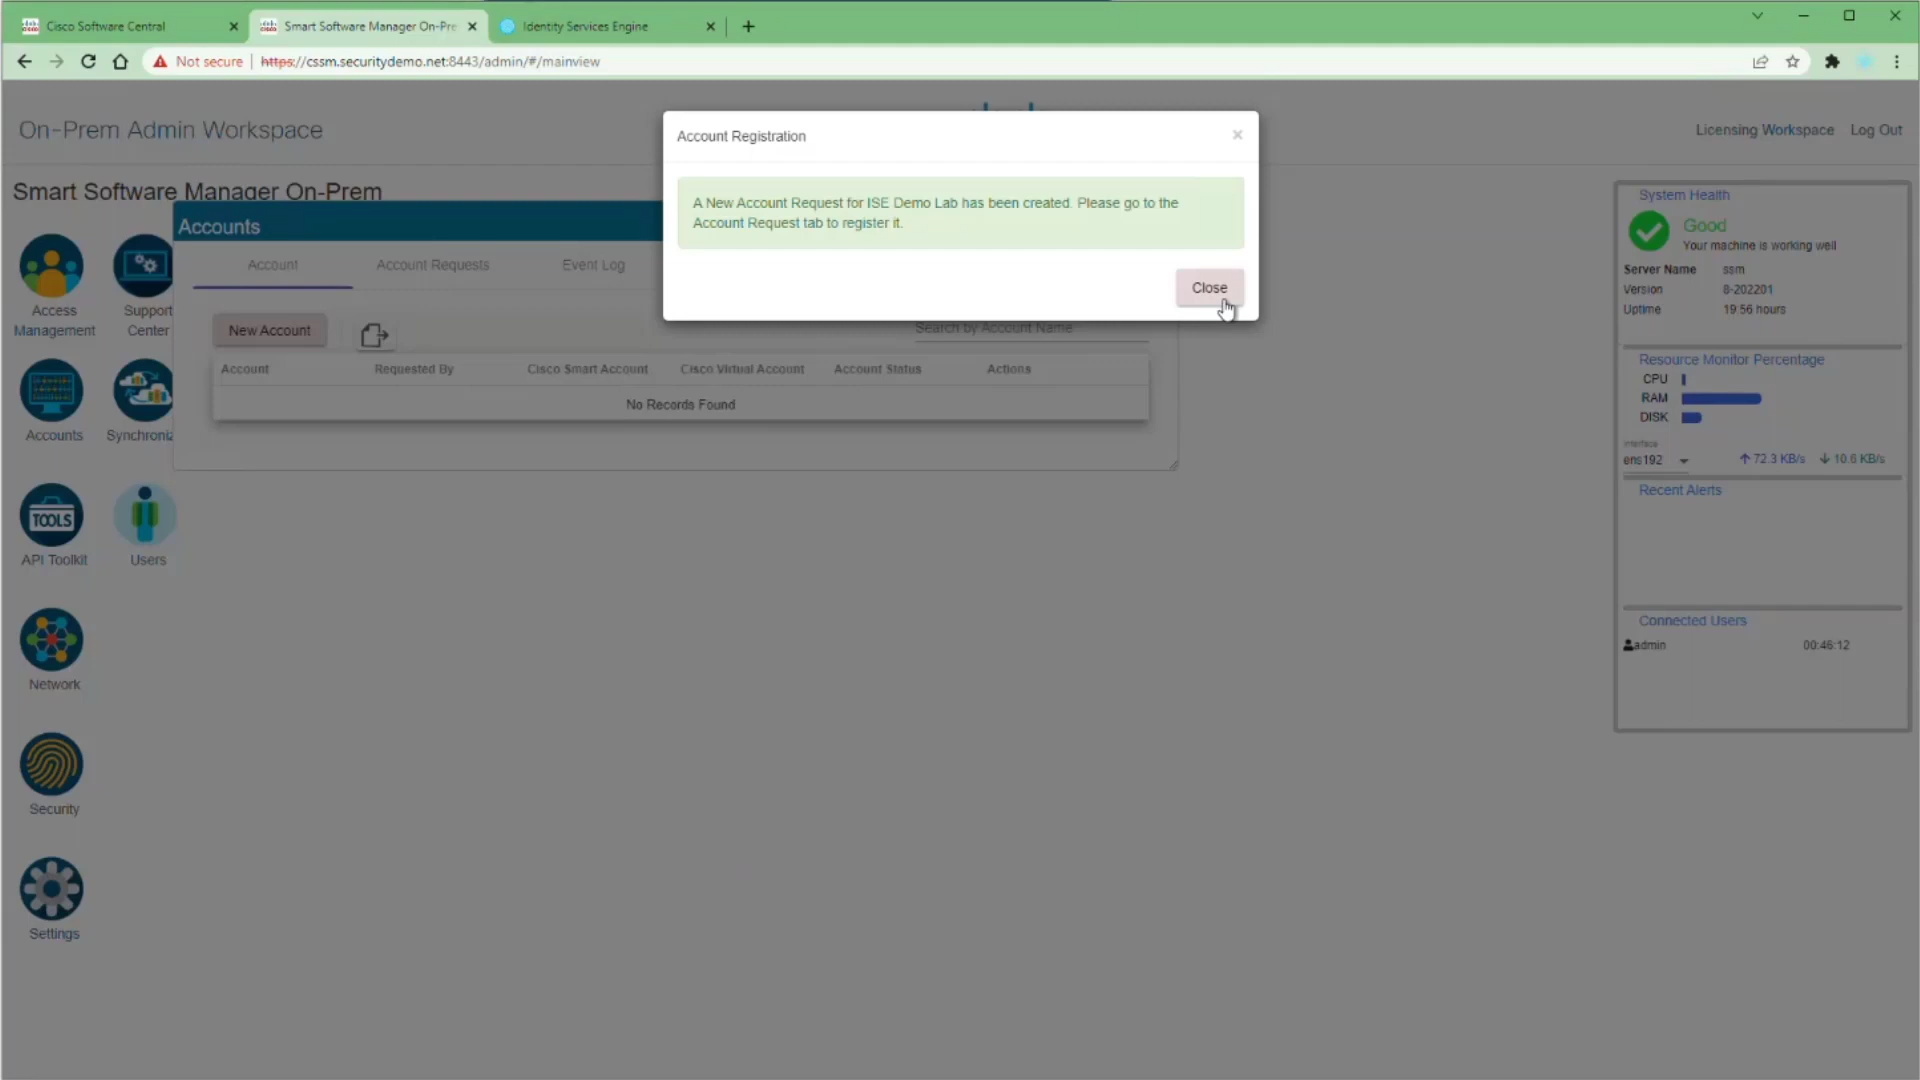 Cisco Software Central
Smart Software Manager On-Pre
Identity Services Engine
Not secure | https://cssm.securitydemo.net:8443/admin/#/mainview
On-Prem Admin Workspace
Licensing Workspace
Log Out
Account Registration
A New Account Request for ISE Demo Lab has been created. Please go to the
Account Request tab to register it.
Close
Smart Software Manager On-Prem
Accounts
Account
Account Requests
Event Log
New Account
Search by Account Name
Account
Requested By
Cisco Smart Account
Cisco Virtual Account
Account Status
Actions
No Records Found
Access
Management
Support
Center
Accounts
Synchroniz
TOOLS
API Toolkit
Users
Network
Security
Settings
System Health
Good
Your machine is working well
Server Name ssm
Version 8-202201
Uptime 19:56 hours
Resource Monitor Percentage
CPU
RAM
DISK
Interface
ens192
72.3 KB/s
10.6 KB/s
Recent Alerts
Connected Users
admin 00:46:12